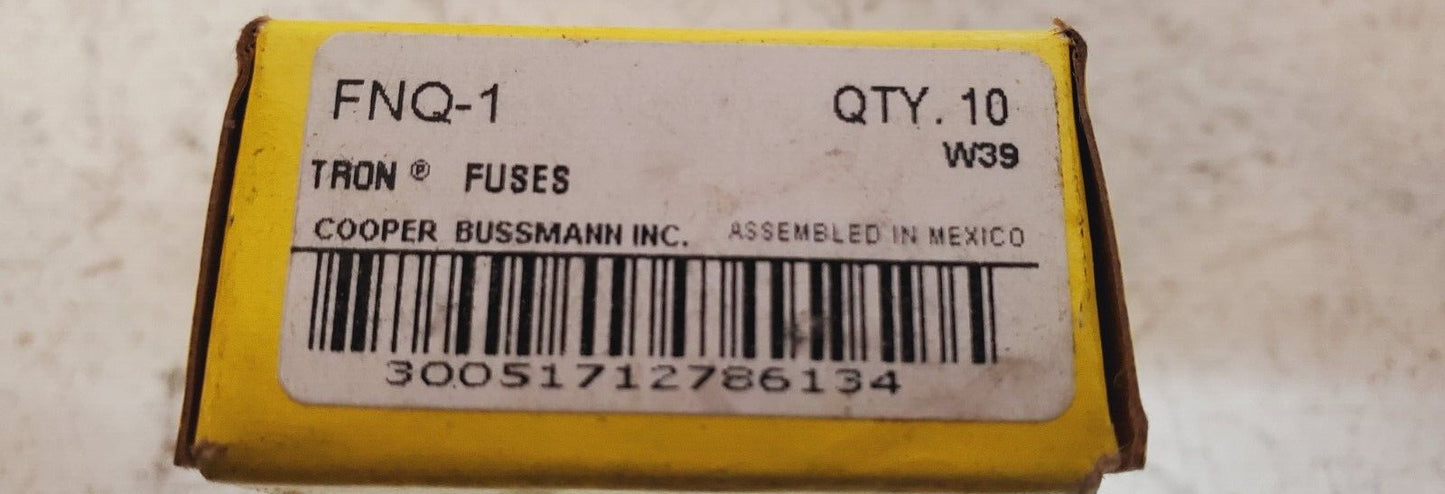 FNQ-1 QTY. 10
W39
TRON® FUSES
COOPER BUSSMANN INC. ASSEMBLED IN MEXICO
30051712786134